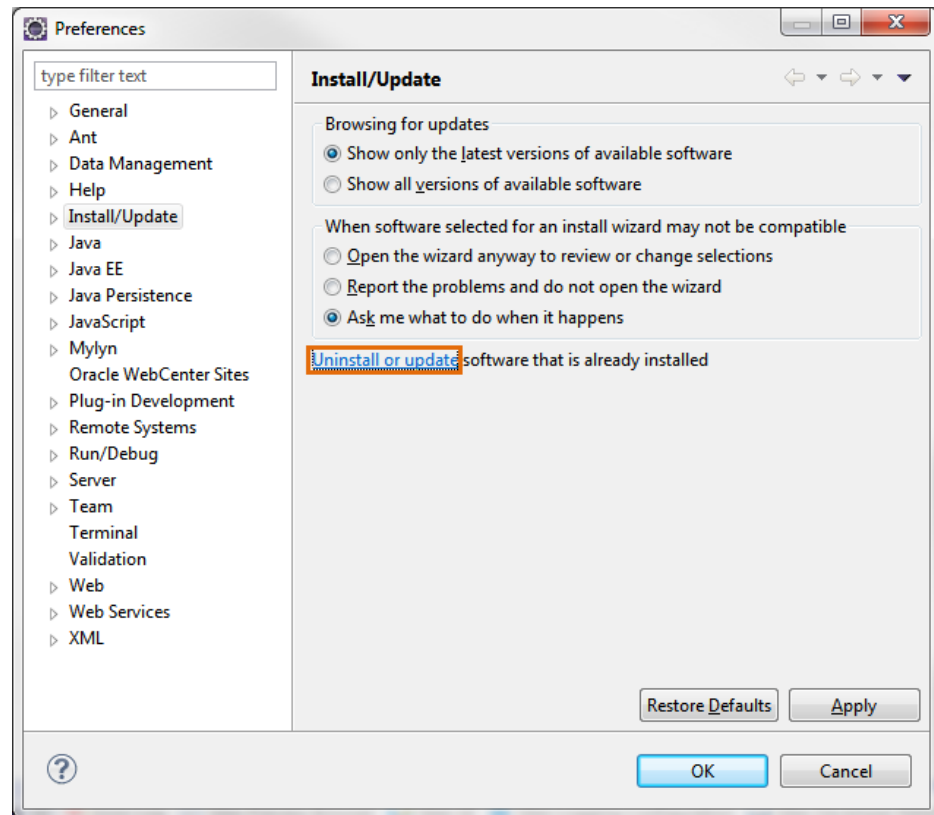 Preferences
type filter text
General
Ant
Data Management
Help
Install/Update
Java
Java EE
Java Persistence
JavaScript
Mylyn
Oracle WebCenter Sites
Plug-in Development
Remote Systems
Run/Debug
Server
Team
Terminal
Validation
Web
Web Services
XML
Install/Update
Browsing for updates
Show only the latest versions of available software
Show all versions of available software
When software selected for an install wizard may not be compatible
Open the wizard anyway to review or change selections
Report the problems and do not open the wizard
Ask me what to do when it happens
Uninstall or update software that is already installed
Restore Defaults
Apply
?
OK
Cancel